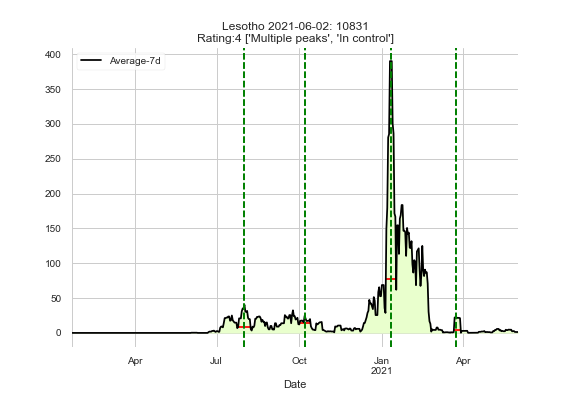 Lesotho 2021-06-02: 10831
Rating:4 ['Multiple peaks', 'In control']
Average-7d
400
350
300
250
200
150
100
50
0
Apr
Jul
Oct
Jan
2021
Apr
Date